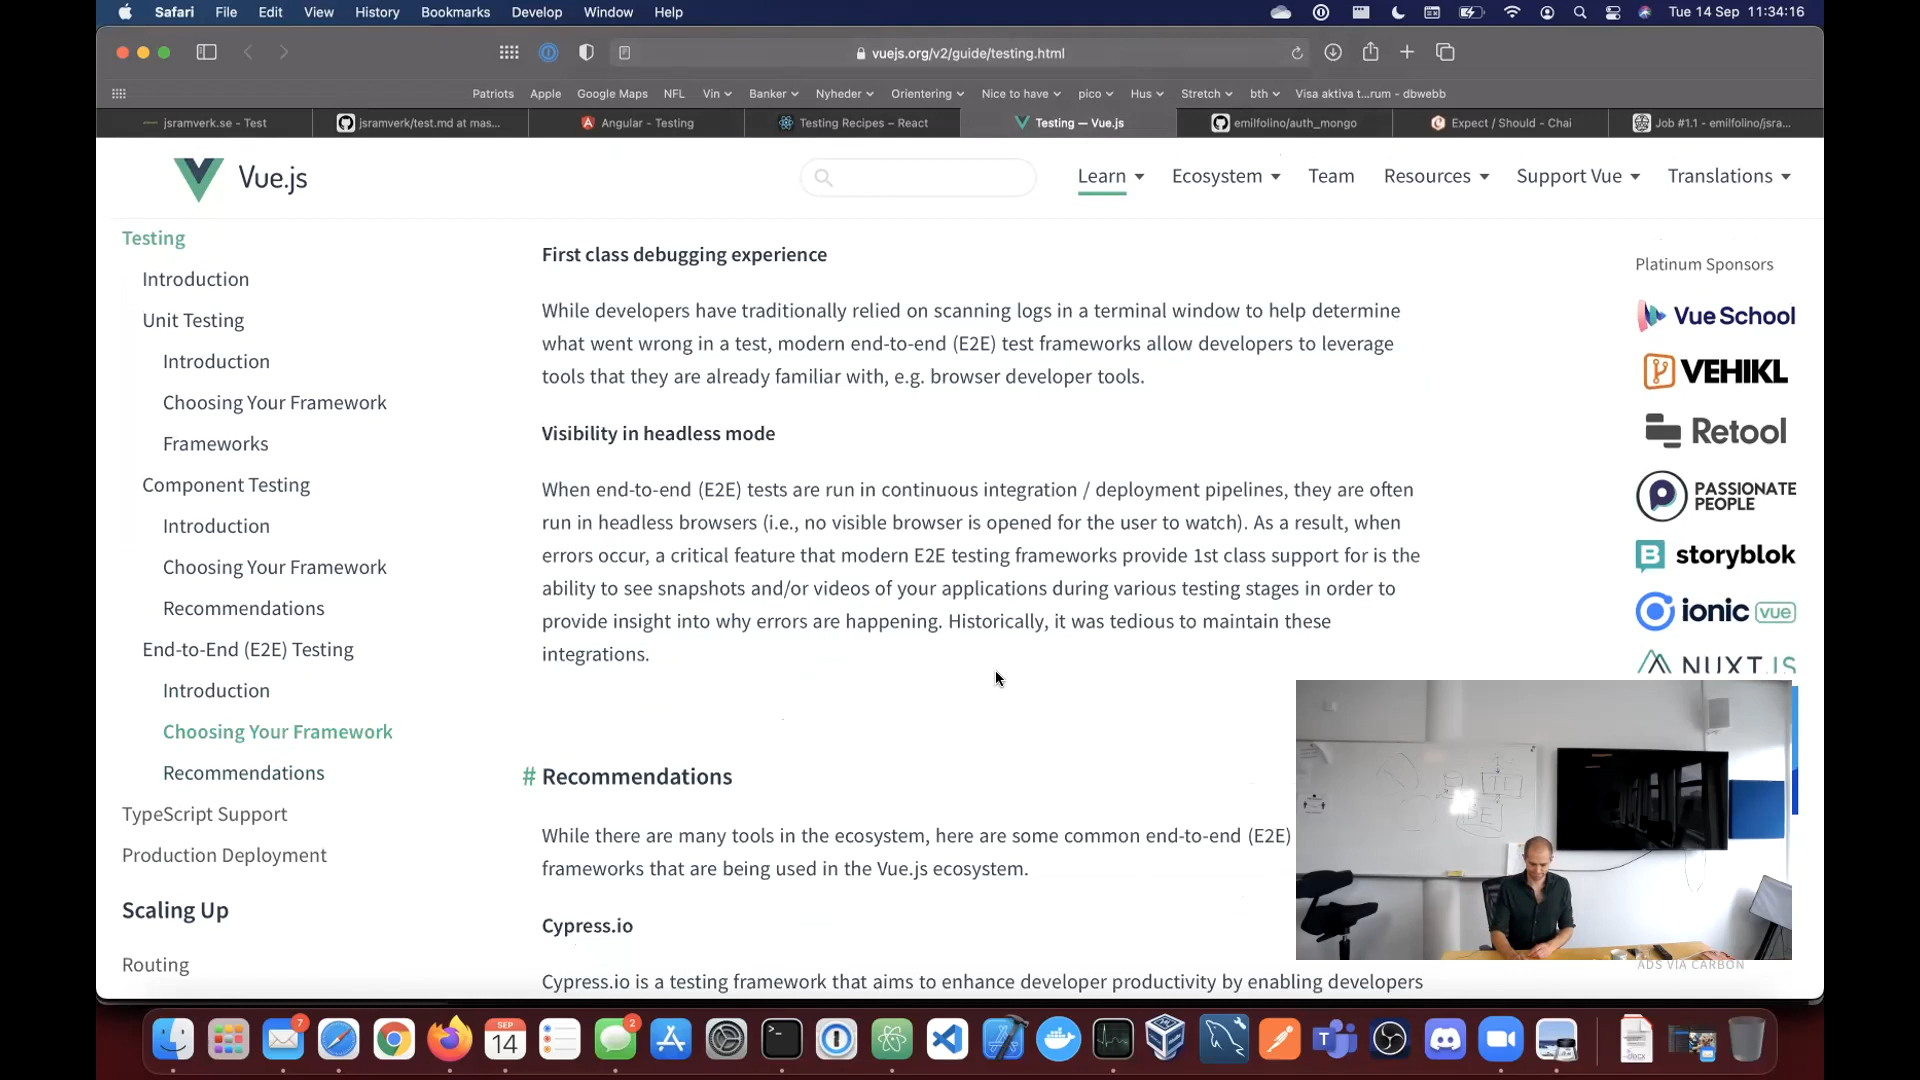 Safari File Edit View History Bookmarks Develop Window Help
Tue 14 Sep 11:34:16
vuejs.org/v2/guide/testing.html
Patriots Apple Google Maps NFL Vin Banker Nyheder Orientering Nice to have pico Hus Stretch bth Visa aktiva t...rum - dbwebb
jsramverk.se - Test
jsramverk/test.md at mas...
Angular - Testing
Testing Recipes – React
Testing — Vue.js
emilfolino/auth_mongo
Expect / Should - Chai
Job #1.1 - emilfolino/jsra...
Vue.js
Learn Ecosystem Team Resources Support Vue Translations
Testing
Introduction
Unit Testing
Introduction
Choosing Your Framework
Frameworks
Component Testing
Introduction
Choosing Your Framework
Recommendations
End-to-End (E2E) Testing
Introduction
Choosing Your Framework
Recommendations
TypeScript Support
Production Deployment
Scaling Up
Routing
First class debugging experience
While developers have traditionally relied on scanning logs in a terminal window to help determine
what went wrong in a test, modern end-to-end (E2E) test frameworks allow developers to leverage
tools that they are already familiar with, e.g. browser developer tools.
Visibility in headless mode
When end-to-end (E2E) tests are run in continuous integration / deployment pipelines, they are often
run in headless browsers (i.e., no visible browser is opened for the user to watch). As a result, when
errors occur, a critical feature that modern E2E testing frameworks provide 1st class support for is the
ability to see snapshots and/or videos of your applications during various testing stages in order to
provide insight into why errors are happening. Historically, it was tedious to maintain these
integrations.
# Recommendations
While there are many tools in the ecosystem, here are some common end-to-end (E2E)
frameworks that are being used in the Vue.js ecosystem.
Cypress.io
Cypress.io is a testing framework that aims to enhance developer productivity by enabling developers
Platinum Sponsors
Vue School
VEHIKL
Retool
PASSIONATE
PEOPLE
storyblok
ionic vue
NUXT.JS
ADS VIA CARBON
7
SEP
14
2